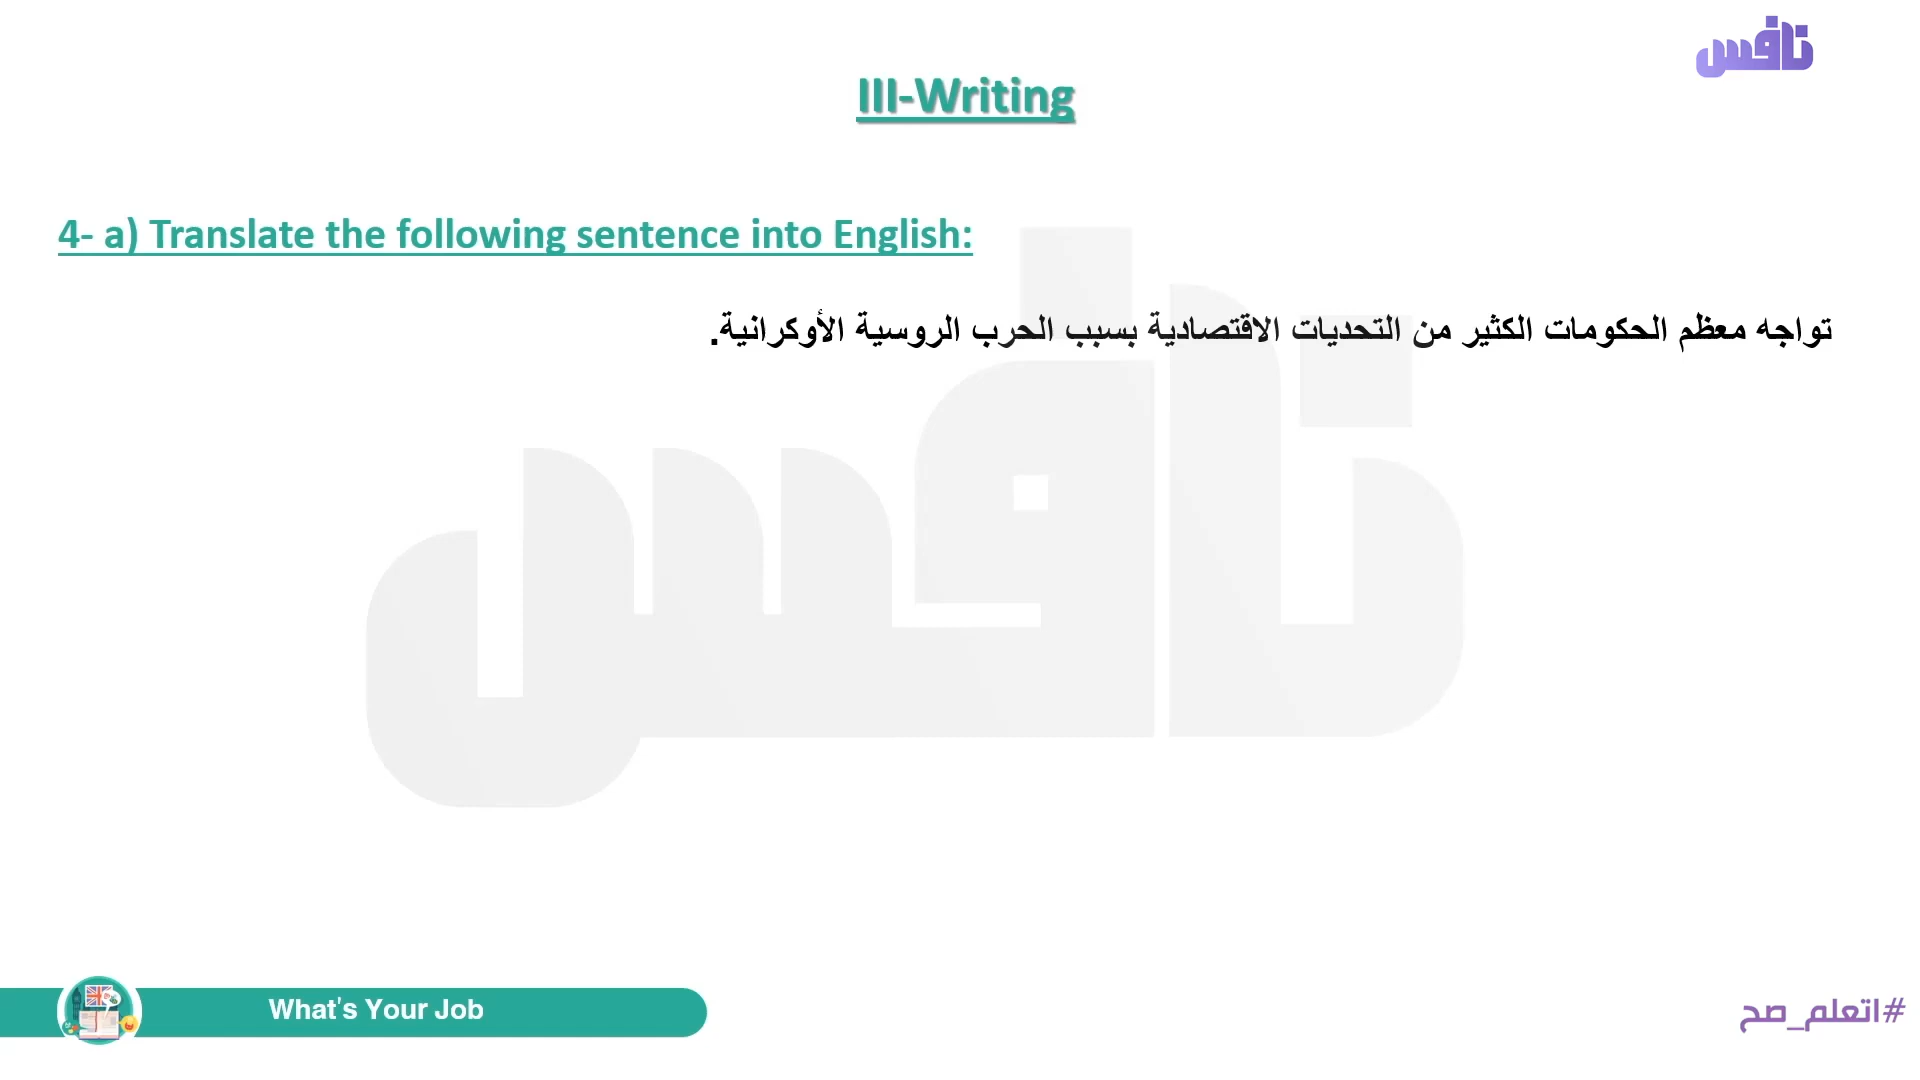 نافس
III-Writing
4- a) Translate the following sentence into English:
تواجه معظم الحكومات الكثير من التحديات الاقتصادية بسبب الحرب الروسية الأوكرانية.
نافس
What's Your Job
#اتعلم_صح